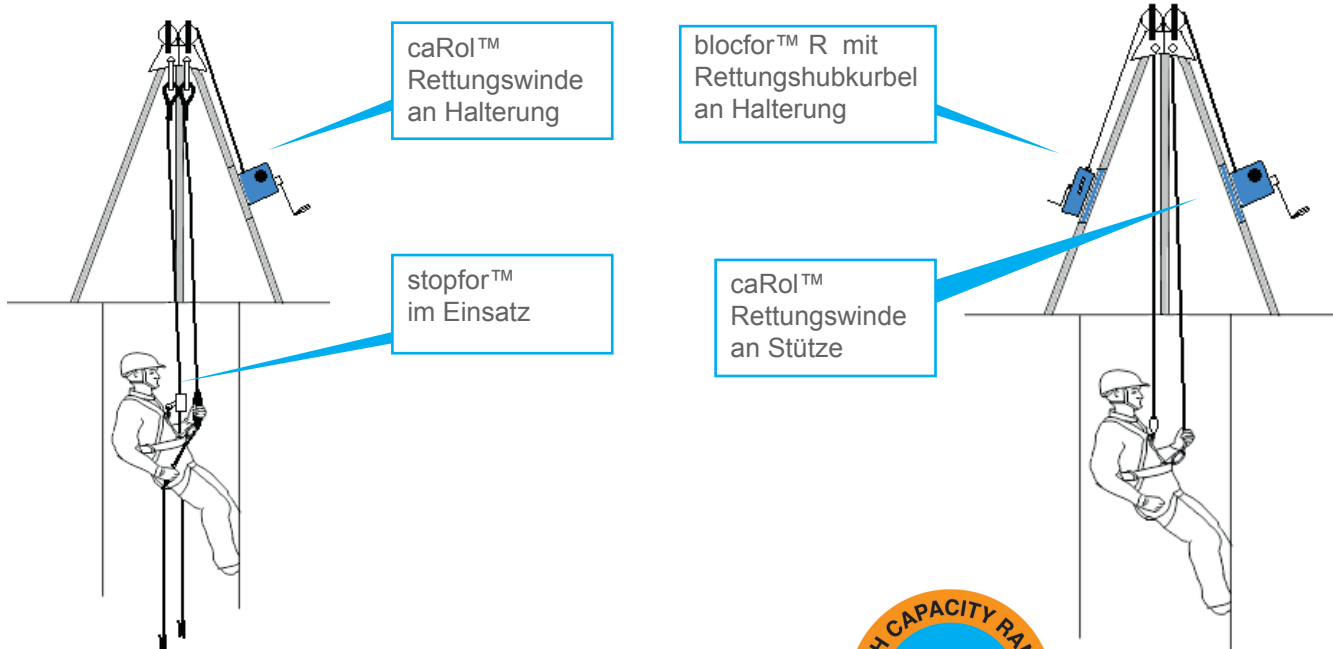 caRol™
Rettungswinde
an Halterung
stopfor™
im Einsatz
blocfor™ R mit
Rettungshubkurbel
an Halterung
caRol™
Rettungswinde
an Stütze
CAPACITY